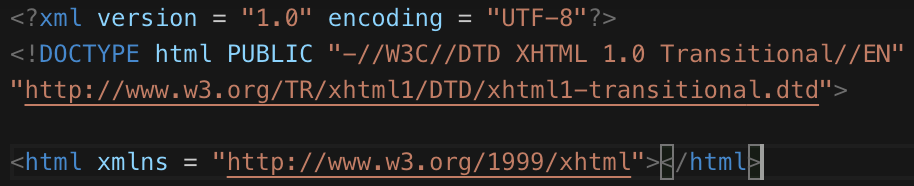 <?xml version = "1.0" encoding = "UTF-8"?>
<!DOCTYPE html PUBLIC "-//W3C//DTD XHTML 1.0 Transitional//EN"
"http://www.w3.org/TR/xhtml1/DTD/xhtml1-transitional.dtd">
<html xmlns = "http://www.w3.org/1999/xhtml"></html>